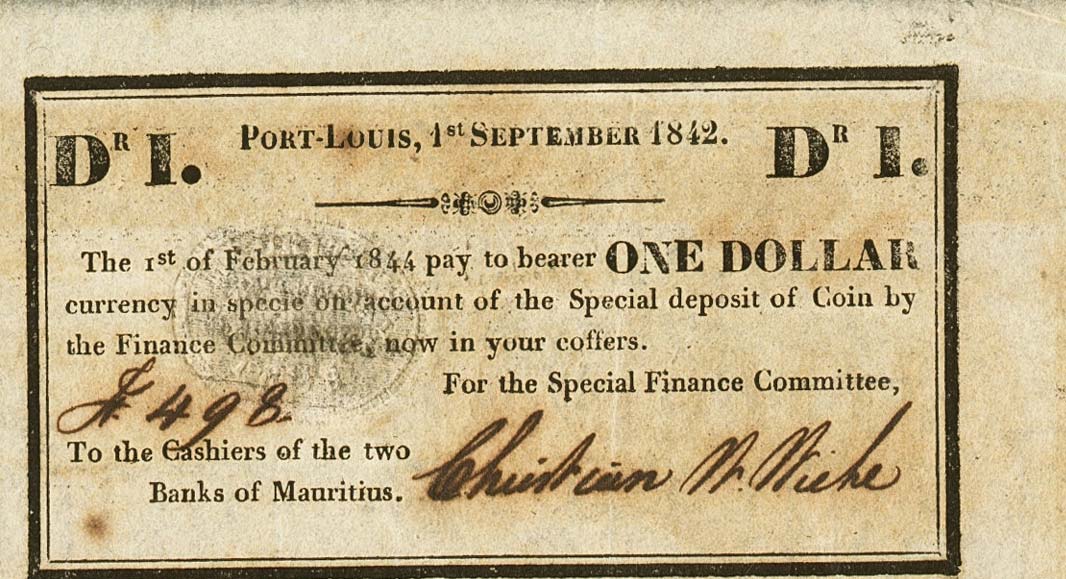 Dʳ I. PORT-LOUIS, 1ˢᵗ SEPTEMBER 1842. Dʳ I.
The 1ˢᵗ of February 1844 pay to bearer ONE DOLLAR
currency in specie on account of the Special deposit of Coin by
the Finance Committee, now in your coffers.
For the Special Finance Committee,
№ 498
To the Cashiers of the two
Banks of Mauritius.
Christian W. Wiehe